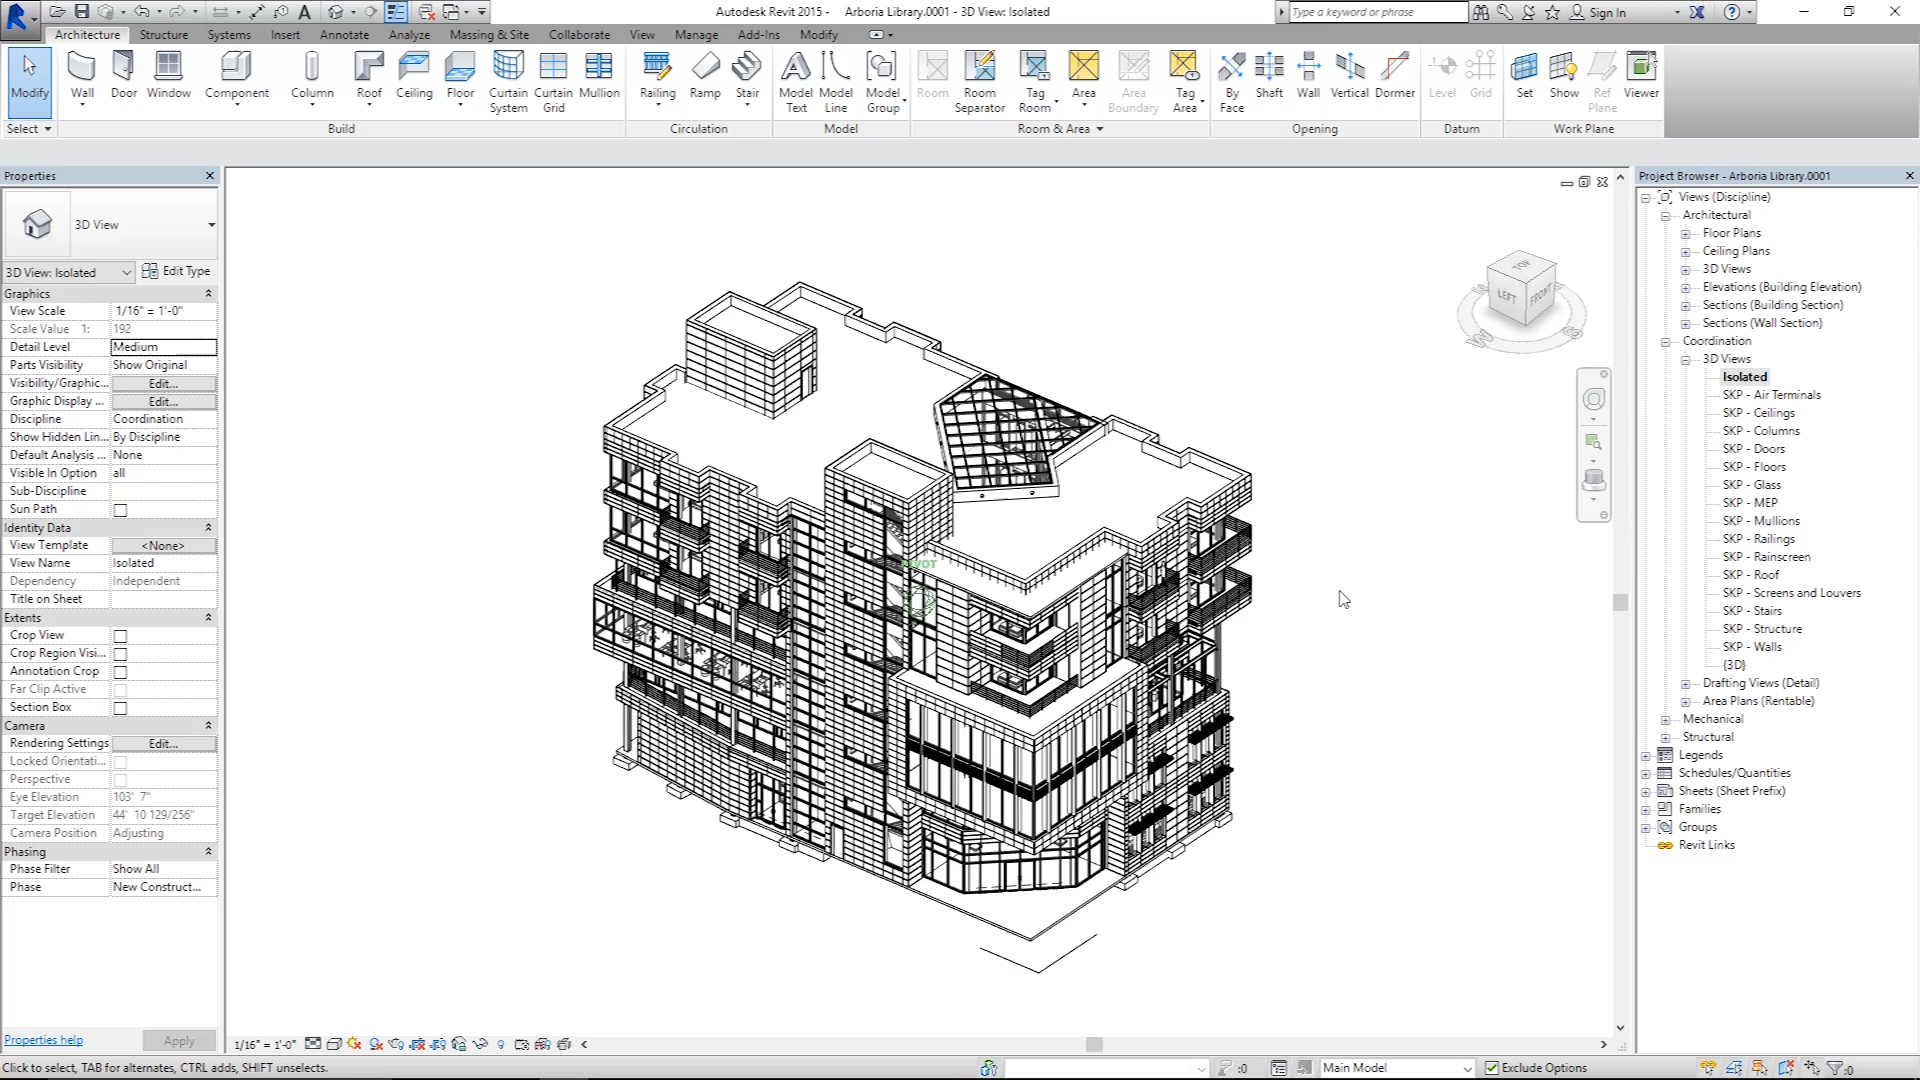 Autodesk Revit 2015 - Arboria Library.0001 - 3D View: Isolated
Type a keyword or phrase
Sign In
Architecture Structure Systems Insert Annotate Analyze Massing & Site Collaborate View Manage Add-Ins Modify
Modify Wall Door Window Component Column Roof Ceiling Floor Curtain System Curtain Grid Mullion Railing Ramp Stair Model Text Model Line Model Group Room Room Separator Tag Room Area Area Boundary Tag Area By Face Shaft Wall Vertical Dormer Level Grid Set Show Ref Plane Viewer
Select Build Circulation Model Room & Area Opening Datum Work Plane
Properties
3D View
3D View: Isolated Edit Type
Graphics
View Scale 1/16" = 1'-0"
Scale Value 1: 192
Detail Level Medium
Parts Visibility Show Original
Visibility/Graphic... Edit...
Graphic Display ... Edit...
Discipline Coordination
Show Hidden Lin... By Discipline
Default Analysis ... None
Visible In Option all
Sub-Discipline
Sun Path
Identity Data
View Template <None>
View Name Isolated
Dependency Independent
Title on Sheet
Extents
Crop View
Crop Region Visi...
Annotation Crop
Far Clip Active
Section Box
Camera
Rendering Settings Edit...
Locked Orientati...
Perspective
Eye Elevation 103' 7"
Target Elevation 44' 10 129/256"
Camera Position Adjusting
Phasing
Phase Filter Show All
Phase New Construct...
Properties help Apply
TOP
LEFT
FRONT
W
S
PIVOT
Project Browser - Arboria Library.0001
Views (Discipline)
Architectural
Floor Plans
Ceiling Plans
3D Views
Elevations (Building Elevation)
Sections (Building Section)
Sections (Wall Section)
Coordination
3D Views
Isolated
SKP - Air Terminals
SKP - Ceilings
SKP - Columns
SKP - Doors
SKP - Floors
SKP - Glass
SKP - MEP
SKP - Mullions
SKP - Railings
SKP - Rainscreen
SKP - Roof
SKP - Screens and Louvers
SKP - Stairs
SKP - Structure
SKP - Walls
{3D}
Drafting Views (Detail)
Area Plans (Rentable)
Mechanical
Structural
Legends
Schedules/Quantities
Sheets (Sheet Prefix)
Families
Groups
Revit Links
1/16" = 1'-0"
Click to select, TAB for alternates, CTRL adds, SHIFT unselects.
:0
Main Model
Exclude Options
:0